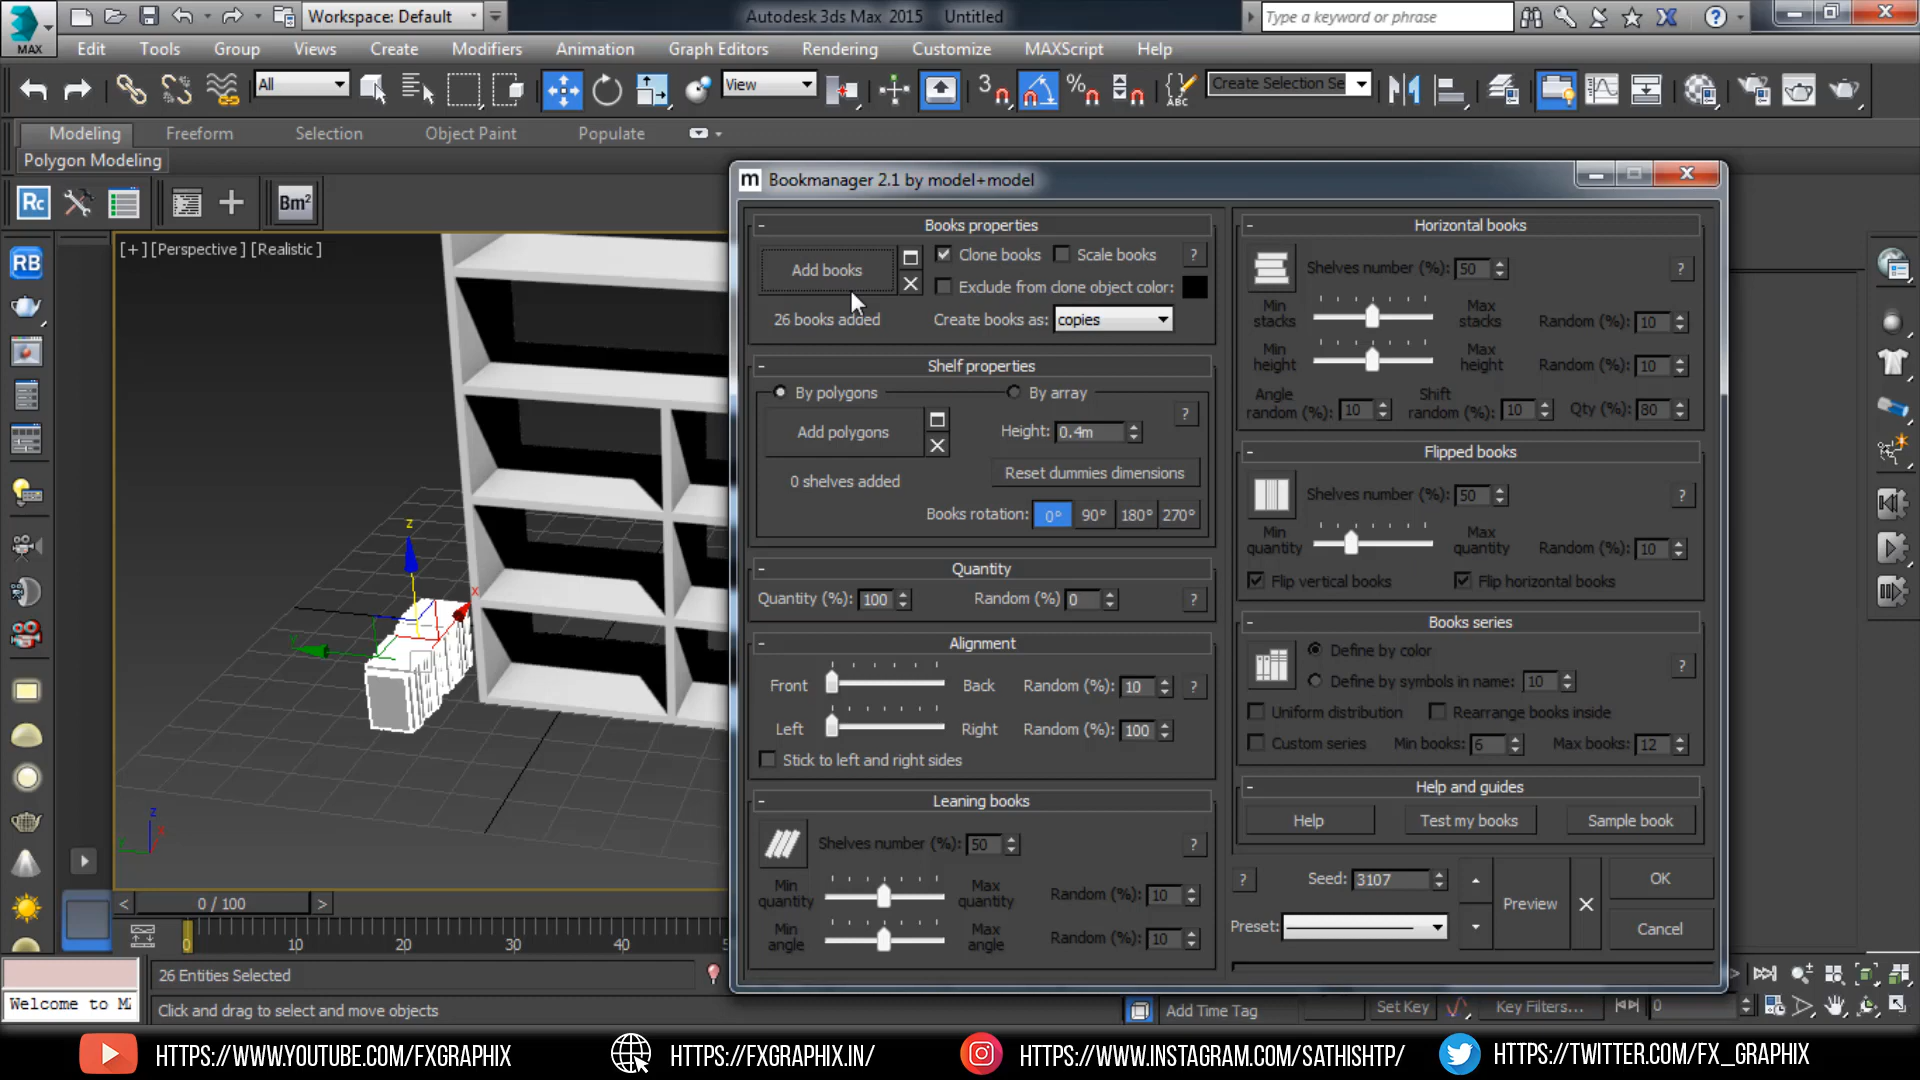 Workspace: Default
Autodesk 3ds Max 2015 Untitled
Type a keyword or phrase
MAX
Edit Tools Group Views Create Modifiers Animation Graph Editors Rendering Customize MAXScript Help
All
View
3
ABC
Create Selection Se
Modeling Freeform Selection Object Paint Populate
Polygon Modeling
Rc
Bm²
RB
[+] [Perspective ] [Realistic ]
z
x
y
z
x
m Bookmanager 2.1 by model+model
Books properties
Add books
Clone books
Scale books
?
Exclude from clone object color:
26 books added
Create books as: copies
Shelf properties
By polygons
By array
?
Add polygons
Height: 0.4m
0 shelves added
Reset dummies dimensions
Books rotation: 0° 90° 180° 270°
Quantity
Quantity (%): 100
Random (%) 0
?
Alignment
Front Back Random (%): 10 ?
Left Right Random (%): 100
Stick to left and right sides
Leaning books
Shelves number (%): 50 ?
Min quantity Max quantity Random (%): 10
Min angle Max angle Random (%): 10
Horizontal books
Shelves number (%): 50 ?
Min stacks Max stacks Random (%): 10
Min height Max height Random (%): 10
Angle random (%): 10 Shift random (%): 10 Qty (%): 80
Flipped books
Shelves number (%): 50 ?
Min quantity Max quantity Random (%): 10
Flip vertical books Flip horizontal books
Books series
Define by color
?
Define by symbols in name: 10
Uniform distribution Rearrange books inside
Custom series Min books: 6 Max books: 12
Help and guides
Help Test my books Sample book
? Seed: 3107
Preview
OK
Preset:
Cancel
< 0 / 100 >
0 10 20 30 40
26 Entities Selected
Welcome to M
Click and drag to select and move objects
Add Time Tag
Set Key
Key Filters...
0
HTTPS://WWW.YOUTUBE.COM/FXGRAPHIX
HTTPS://FXGRAPHIX.IN/
HTTPS://WWW.INSTAGRAM.COM/SATHISHTP/
HTTPS://TWITTER.COM/FX_GRAPHIX